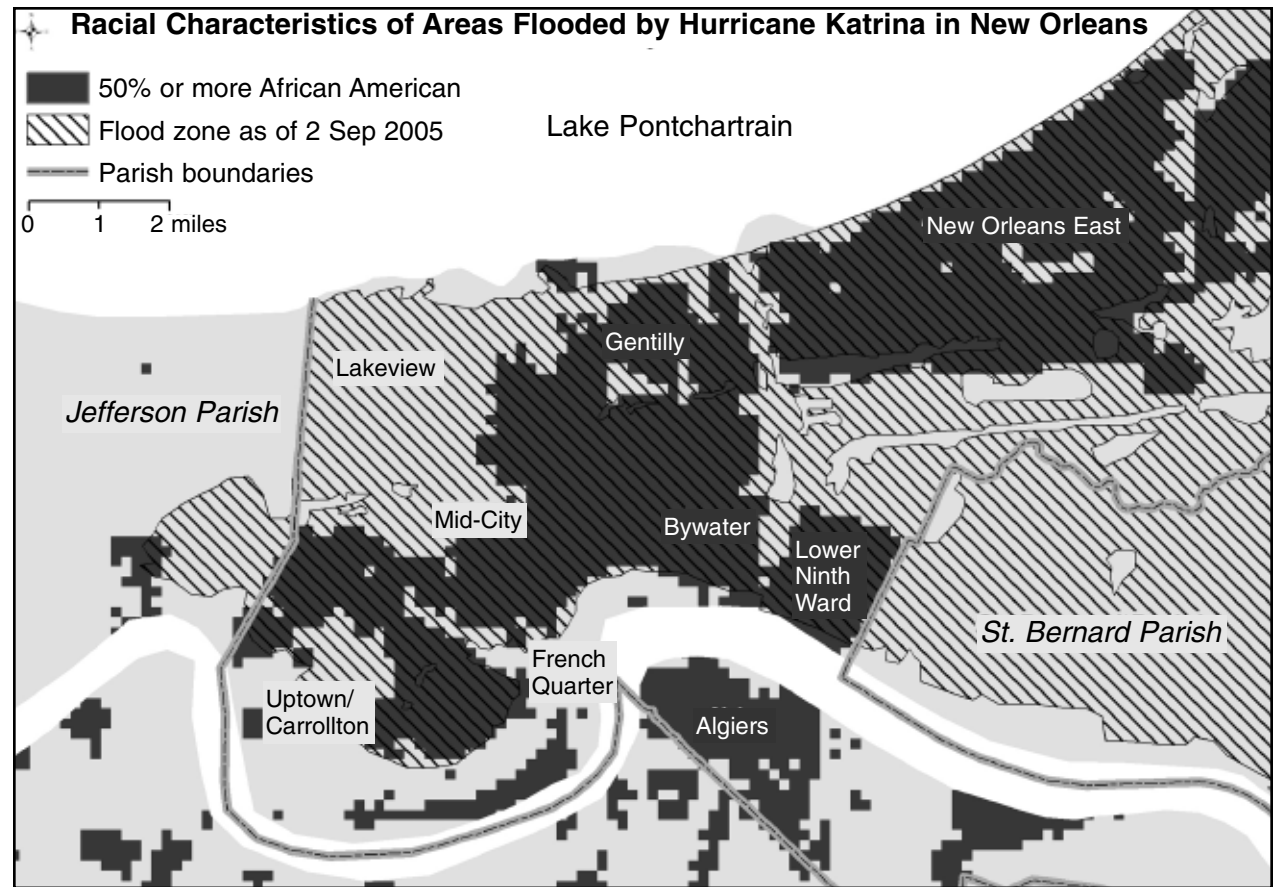 Racial Characteristics of Areas Flooded by Hurricane Katrina in New Orleans
50% or more African American
Flood zone as of 2 Sep 2005
Parish boundaries
0 1 2 miles
Lake Pontchartrain
New Orleans East
Gentilly
Lakeview
Jefferson Parish
Mid-City
Bywater
Lower
Ninth
Ward
St. Bernard Parish
French
Quarter
Uptown/
Carrollton
Algiers